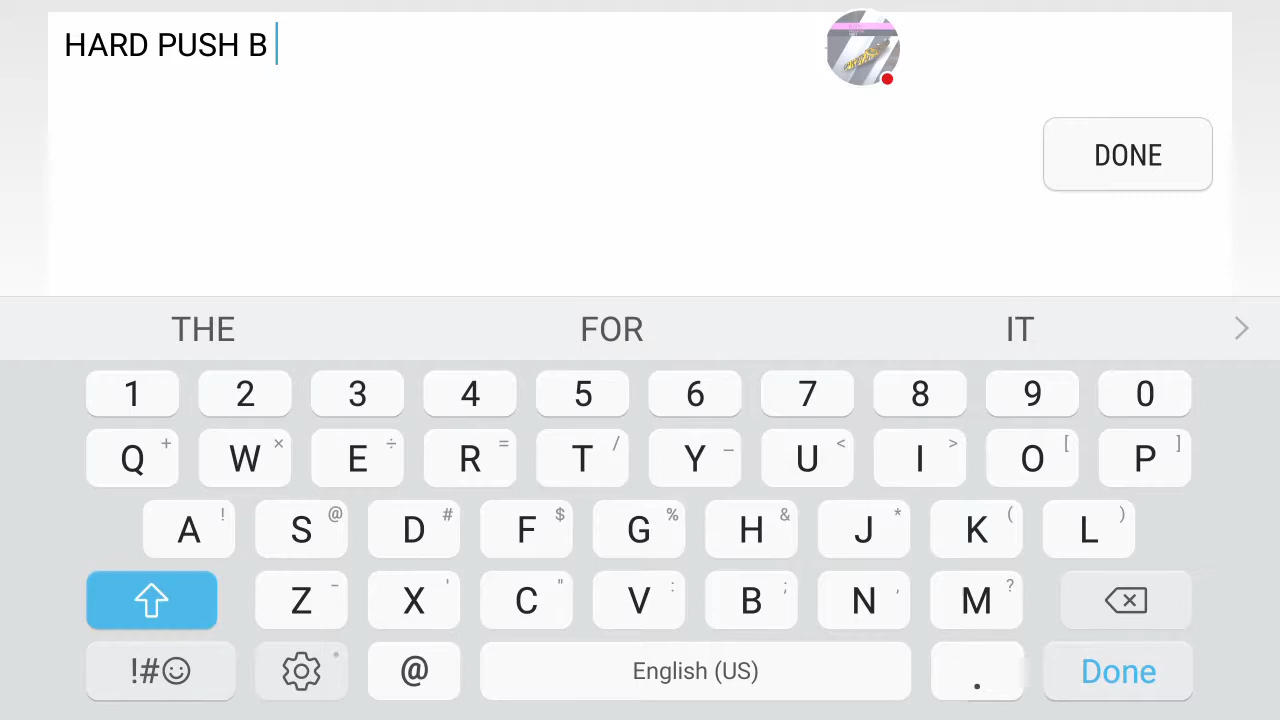 HARD PUSH B
DONE
THE FOR IT
1 2 3 4 5 6 7 8 9 0
Q + W × E ÷ R = T / Y _ U < I > O [ P ]
A ! S @ D # F $ G % H & J * K ( L )
Z - X ' C " V : B ; N , M ?
!#☺ @ English (US) . Done